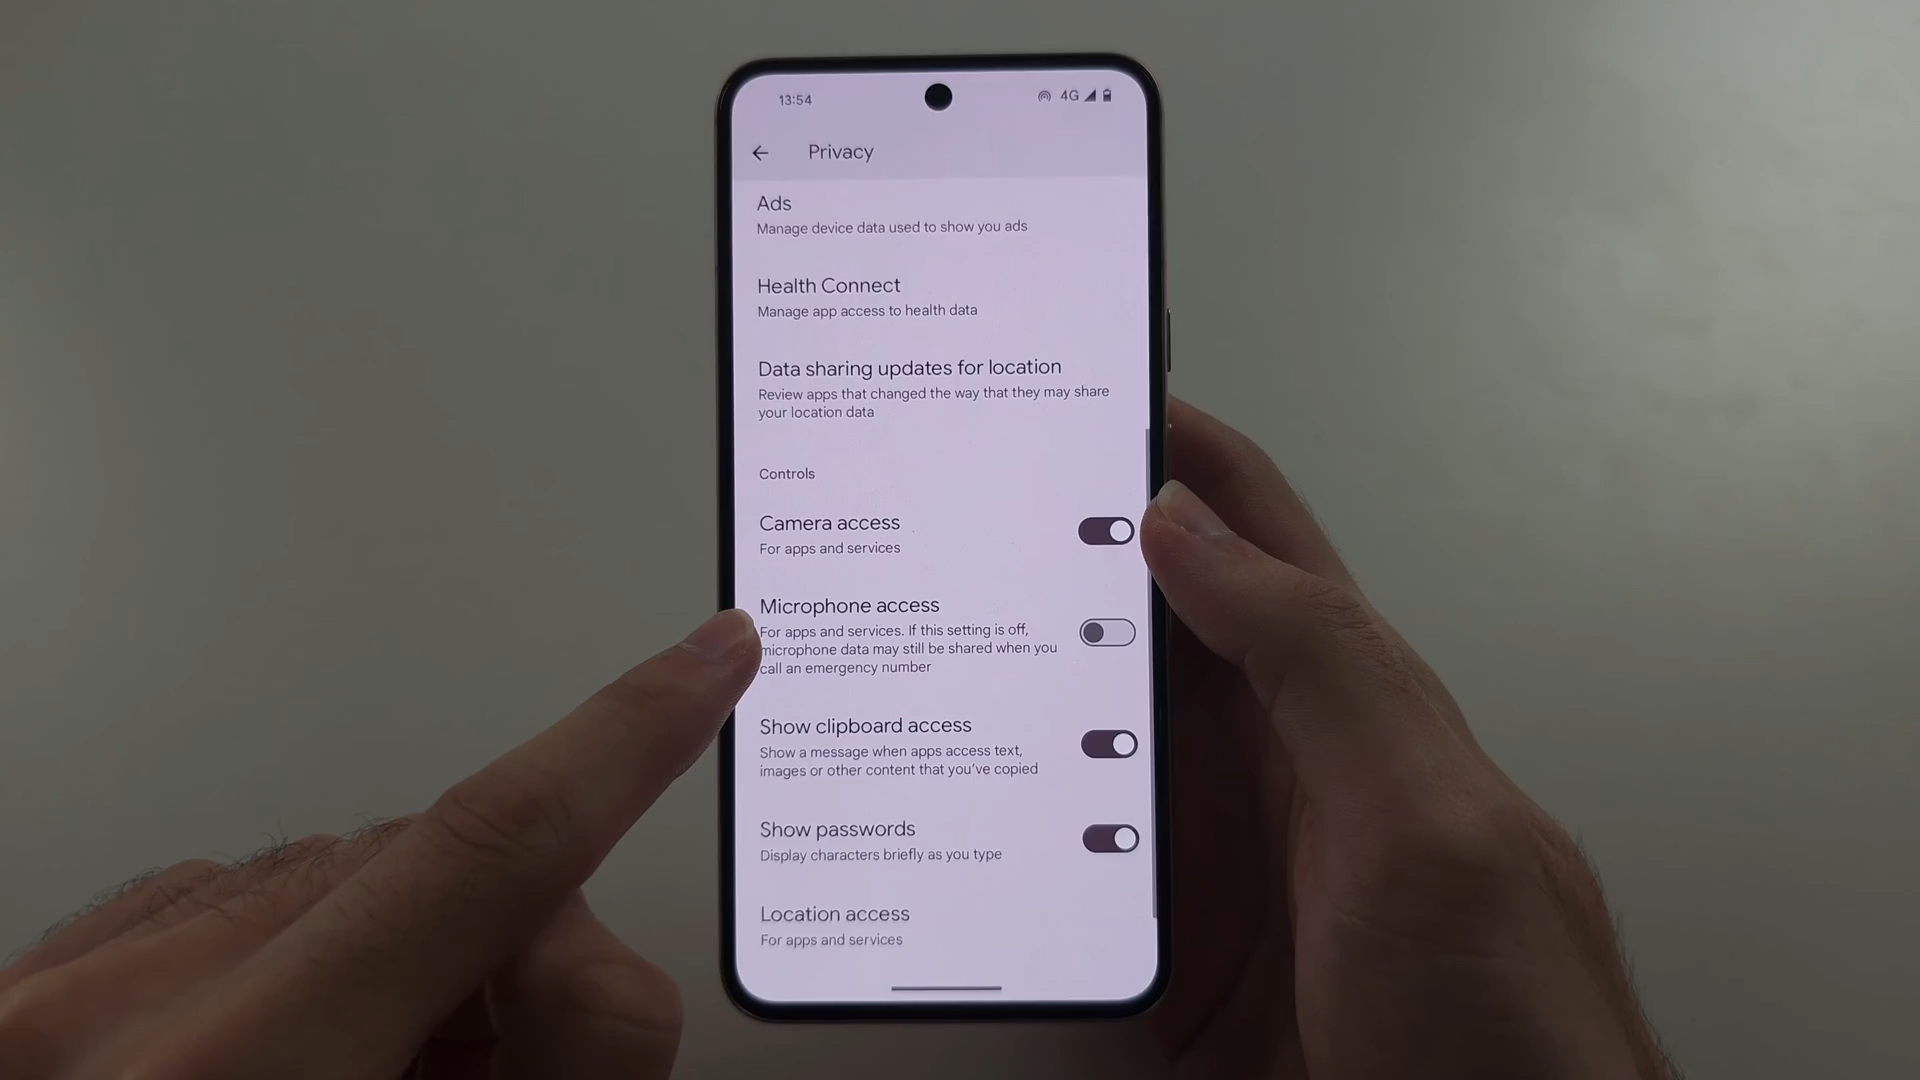 13:54
4G
Privacy
Ads
Manage device data used to show you ads
Health Connect
Manage app access to health data
Data sharing updates for location
Review apps that changed the way that they may share
your location data
Controls
Camera access
For apps and services
Microphone access
For apps and services. If this setting is off,
microphone data may still be shared when you
call an emergency number
Show clipboard access
Show a message when apps access text,
images or other content that you've copied
Show passwords
Display characters briefly as you type
Location access
For apps and services